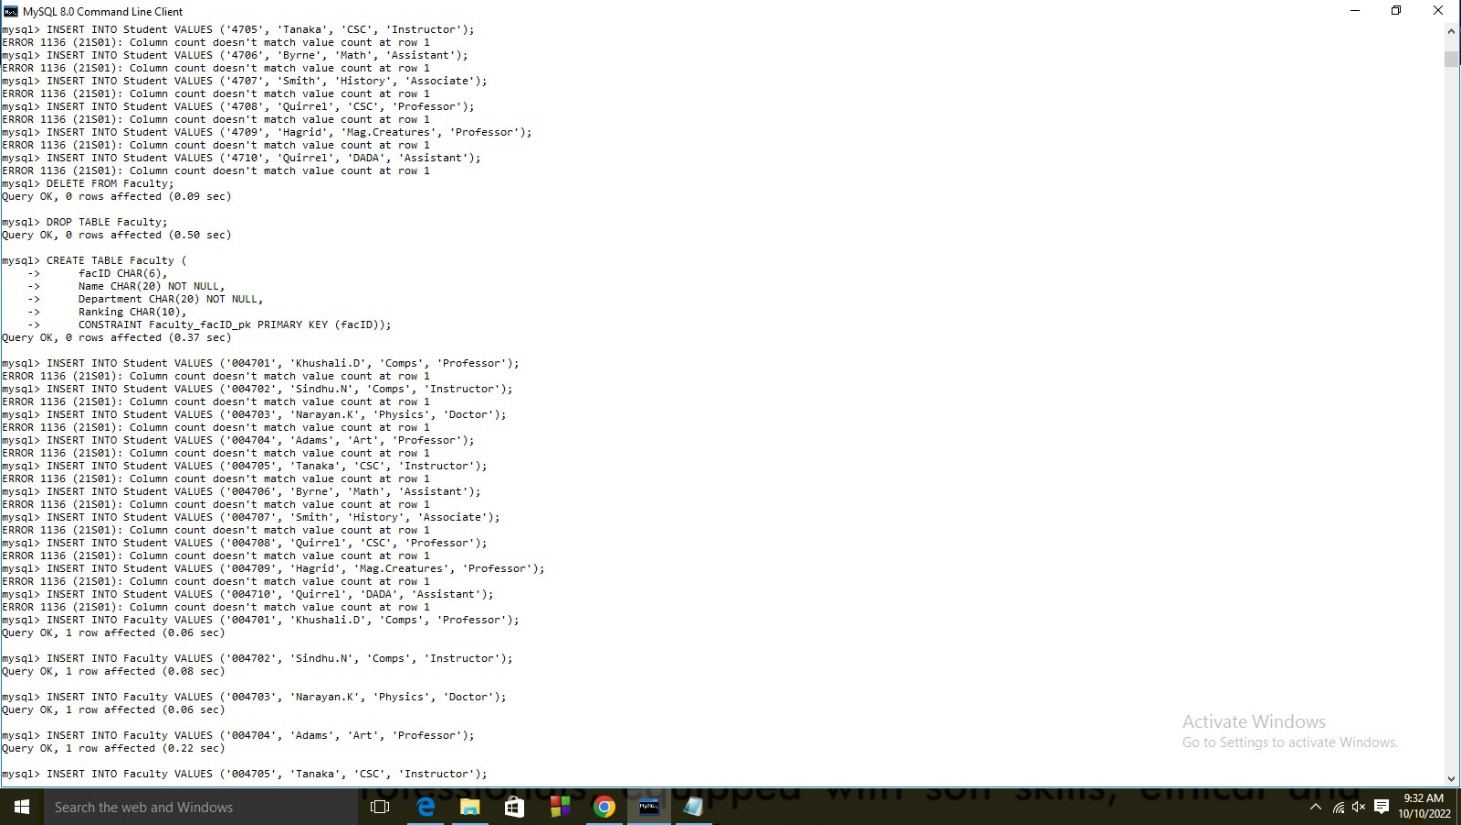 MySQL 8.0 Command Line Client
mysql> INSERT INTO Student VALUES ('4705', 'Tanaka', 'CSC', 'Instructor');
ERROR 1136 (21S01): Column count doesn't match value count at row 1
mysql> INSERT INTO Student VALUES ('4706', 'Byrne', 'Math', 'Assistant');
ERROR 1136 (21S01): Column count doesn't match value count at row 1
mysql> INSERT INTO Student VALUES ('4707', 'Smith', 'History', 'Associate');
ERROR 1136 (21S01): Column count doesn't match value count at row 1
mysql> INSERT INTO Student VALUES ('4708', 'Quirrel', 'CSC', 'Professor');
ERROR 1136 (21S01): Column count doesn't match value count at row 1
mysql> INSERT INTO Student VALUES ('4709', 'Hagrid', 'Mag.Creatures', 'Professor');
ERROR 1136 (21S01): Column count doesn't match value count at row 1
mysql> INSERT INTO Student VALUES ('4710', 'Quirrel', 'DADA', 'Assistant');
ERROR 1136 (21S01): Column count doesn't match value count at row 1
mysql> DELETE FROM Faculty;
Query OK, 0 rows affected (0.09 sec)
mysql> DROP TABLE Faculty;
Query OK, 0 rows affected (0.50 sec)
mysql> CREATE TABLE Faculty (
-> facID CHAR(6),
-> Name CHAR(20) NOT NULL,
-> Department CHAR(20) NOT NULL,
-> Ranking CHAR(10),
-> CONSTRAINT Faculty_facID_pk PRIMARY KEY (facID));
Query OK, 0 rows affected (0.37 sec)
mysql> INSERT INTO Student VALUES ('004701', 'Khushali.D', 'Comps', 'Professor');
ERROR 1136 (21S01): Column count doesn't match value count at row 1
mysql> INSERT INTO Student VALUES ('004702', 'Sindhu.N', 'Comps', 'Instructor');
ERROR 1136 (21S01): Column count doesn't match value count at row 1
mysql> INSERT INTO Student VALUES ('004703', 'Narayan.K', 'Physics', 'Doctor');
ERROR 1136 (21S01): Column count doesn't match value count at row 1
mysql> INSERT INTO Student VALUES ('004704', 'Adams', 'Art', 'Professor');
ERROR 1136 (21S01): Column count doesn't match value count at row 1
mysql> INSERT INTO Student VALUES ('004705', 'Tanaka', 'CSC', 'Instructor');
ERROR 1136 (21S01): Column count doesn't match value count at row 1
mysql> INSERT INTO Student VALUES ('004706', 'Byrne', 'Math', 'Assistant');
ERROR 1136 (21S01): Column count doesn't match value count at row 1
mysql> INSERT INTO Student VALUES ('004707', 'Smith', 'History', 'Associate');
ERROR 1136 (21S01): Column count doesn't match value count at row 1
mysql> INSERT INTO Student VALUES ('004708', 'Quirrel', 'CSC', 'Professor');
ERROR 1136 (21S01): Column count doesn't match value count at row 1
mysql> INSERT INTO Student VALUES ('004709', 'Hagrid', 'Mag.Creatures', 'Professor');
ERROR 1136 (21S01): Column count doesn't match value count at row 1
mysql> INSERT INTO Student VALUES ('004710', 'Quirrel', 'DADA', 'Assistant');
ERROR 1136 (21S01): Column count doesn't match value count at row 1
mysql> INSERT INTO Faculty VALUES ('004701', 'Khushali.D', 'Comps', 'Professor');
Query OK, 1 row affected (0.06 sec)
mysql> INSERT INTO Faculty VALUES ('004702', 'Sindhu.N', 'Comps', 'Instructor');
Query OK, 1 row affected (0.08 sec)
mysql> INSERT INTO Faculty VALUES ('004703', 'Narayan.K', 'Physics', 'Doctor');
Query OK, 1 row affected (0.06 sec)
mysql> INSERT INTO Faculty VALUES ('004704', 'Adams', 'Art', 'Professor');
Query OK, 1 row affected (0.22 sec)
mysql> INSERT INTO Faculty VALUES ('004705', 'Tanaka', 'CSC', 'Instructor');
Activate Windows
Go to Settings to activate Windows.
Search the web and Windows
9:32 AM
10/10/2022